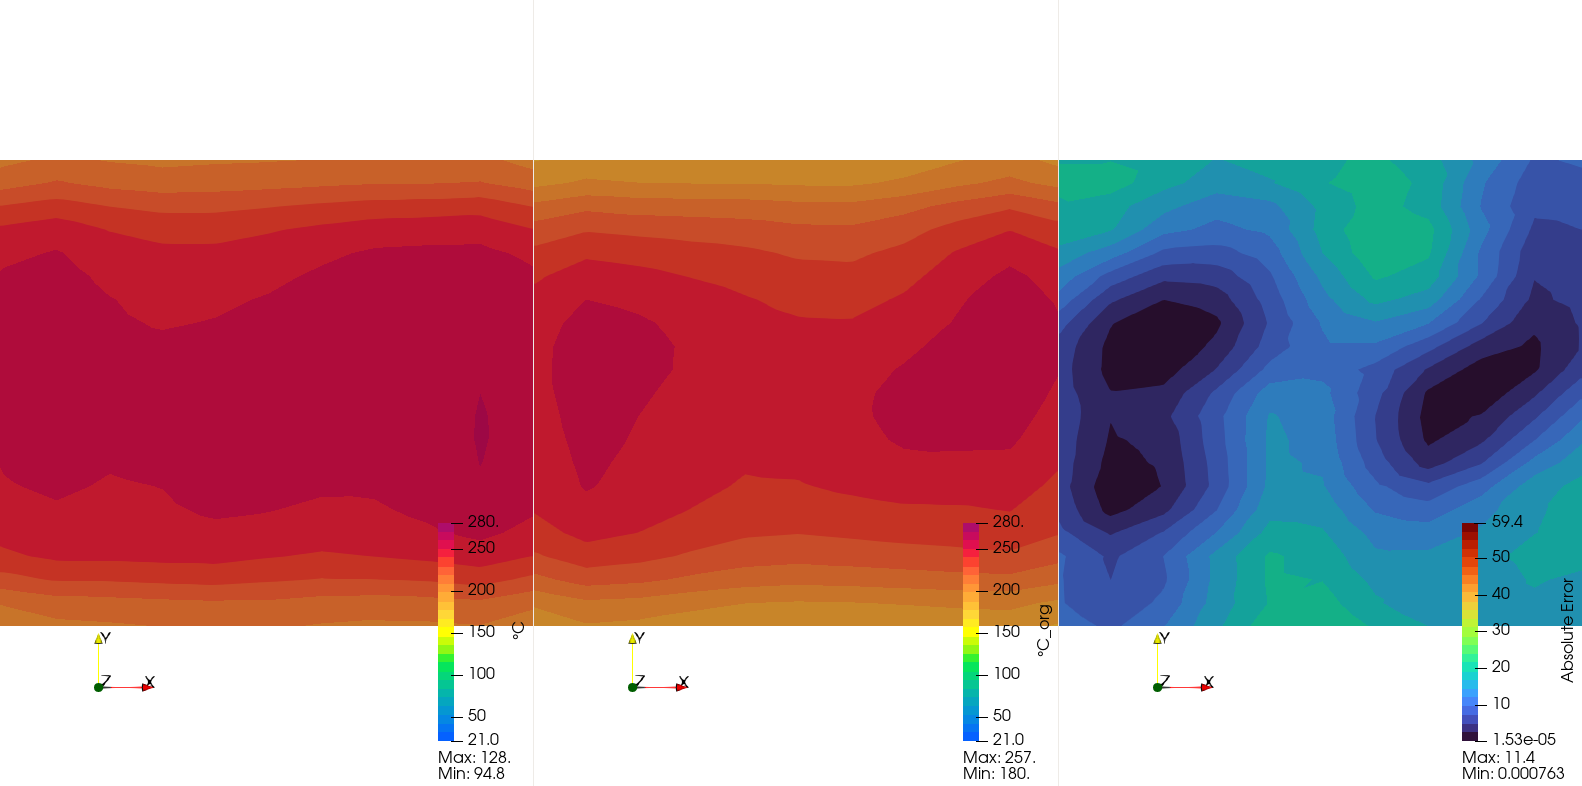 280.
250
200
150
100
50
21.0
°C
Max: 128.
Min: 94.8
Y
Z
X
280.
250
200
150
100
50
21.0
°C_org
Max: 257.
Min: 180.
Y
Z
X
59.4
50
40
30
20
10
1.53e-05
Absolute Error
Max: 11.4
Min: 0.000763
Y
Z
X